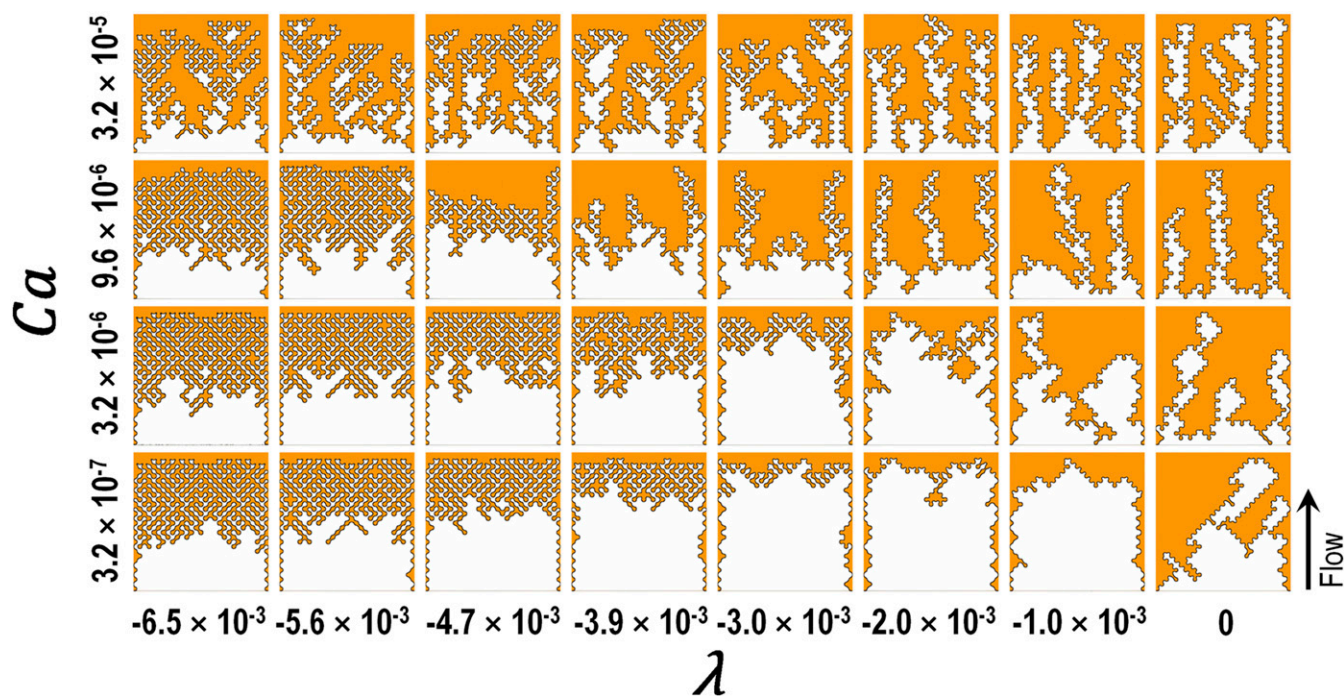 Ca
3.2 × 10⁻⁵
9.6 × 10⁻⁶
3.2 × 10⁻⁶
3.2 × 10⁻⁷
Flow
-6.5 × 10⁻³ -5.6 × 10⁻³ -4.7 × 10⁻³ -3.9 × 10⁻³ -3.0 × 10⁻³ -2.0 × 10⁻³ -1.0 × 10⁻³ 0
λ